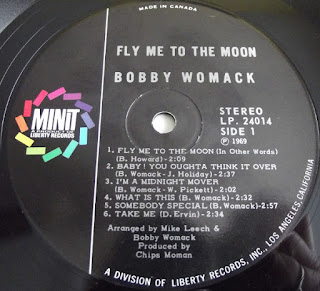 MADE IN CANADA
FLY ME TO THE MOON
BOBBY WOMACK
MINIT
LIBERTY RECORDS
STEREO
LP. 24014
SIDE 1
Ⓟ 1969
1. FLY ME TO THE MOON (In Other Words)
(B. Howard)-2:09
2. BABY! YOU OUGHTA THINK IT OVER
(B. Womack-J. Holiday)-2:37
3. I'M A MIDNIGHT MOVER
(B. Womack-W. Pickett)-2:02
4. WHAT IS THIS (B. Womack)-2:32
5. SOMEBODY SPECIAL (B. Womack)-2:57
6. TAKE ME (D. Ervin)-2:34
Arranged by Mike Leech &
Bobby Womack
Produced by
Chips Moman
A DIVISION OF LIBERTY RECORDS, INC., LOS ANGELES, CALIFORNIA